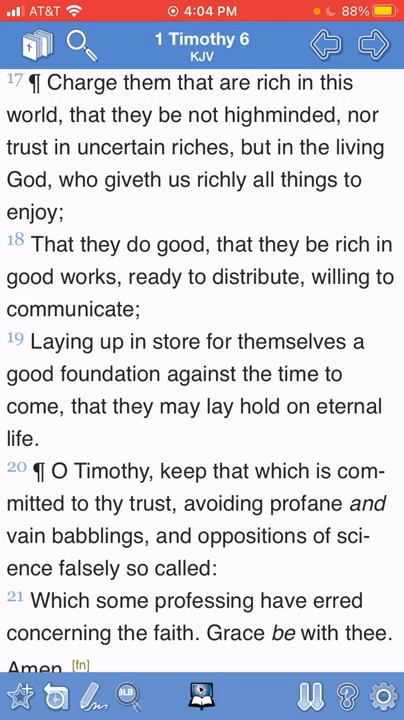 AT&T 4:04 PM 88%
1 Timothy 6
KJV
17 ¶ Charge them that are rich in this
world, that they be not highminded, nor
trust in uncertain riches, but in the living
God, who giveth us richly all things to
enjoy;
18 That they do good, that they be rich in
good works, ready to distribute, willing to
communicate;
19 Laying up in store for themselves a
good foundation against the time to
come, that they may lay hold on eternal
life.
20 ¶ O Timothy, keep that which is com-
mitted to thy trust, avoiding profane and
vain babblings, and oppositions of sci-
ence falsely so called:
21 Which some professing have erred
concerning the faith. Grace be with thee.
Amen. [fn]
BLB
?